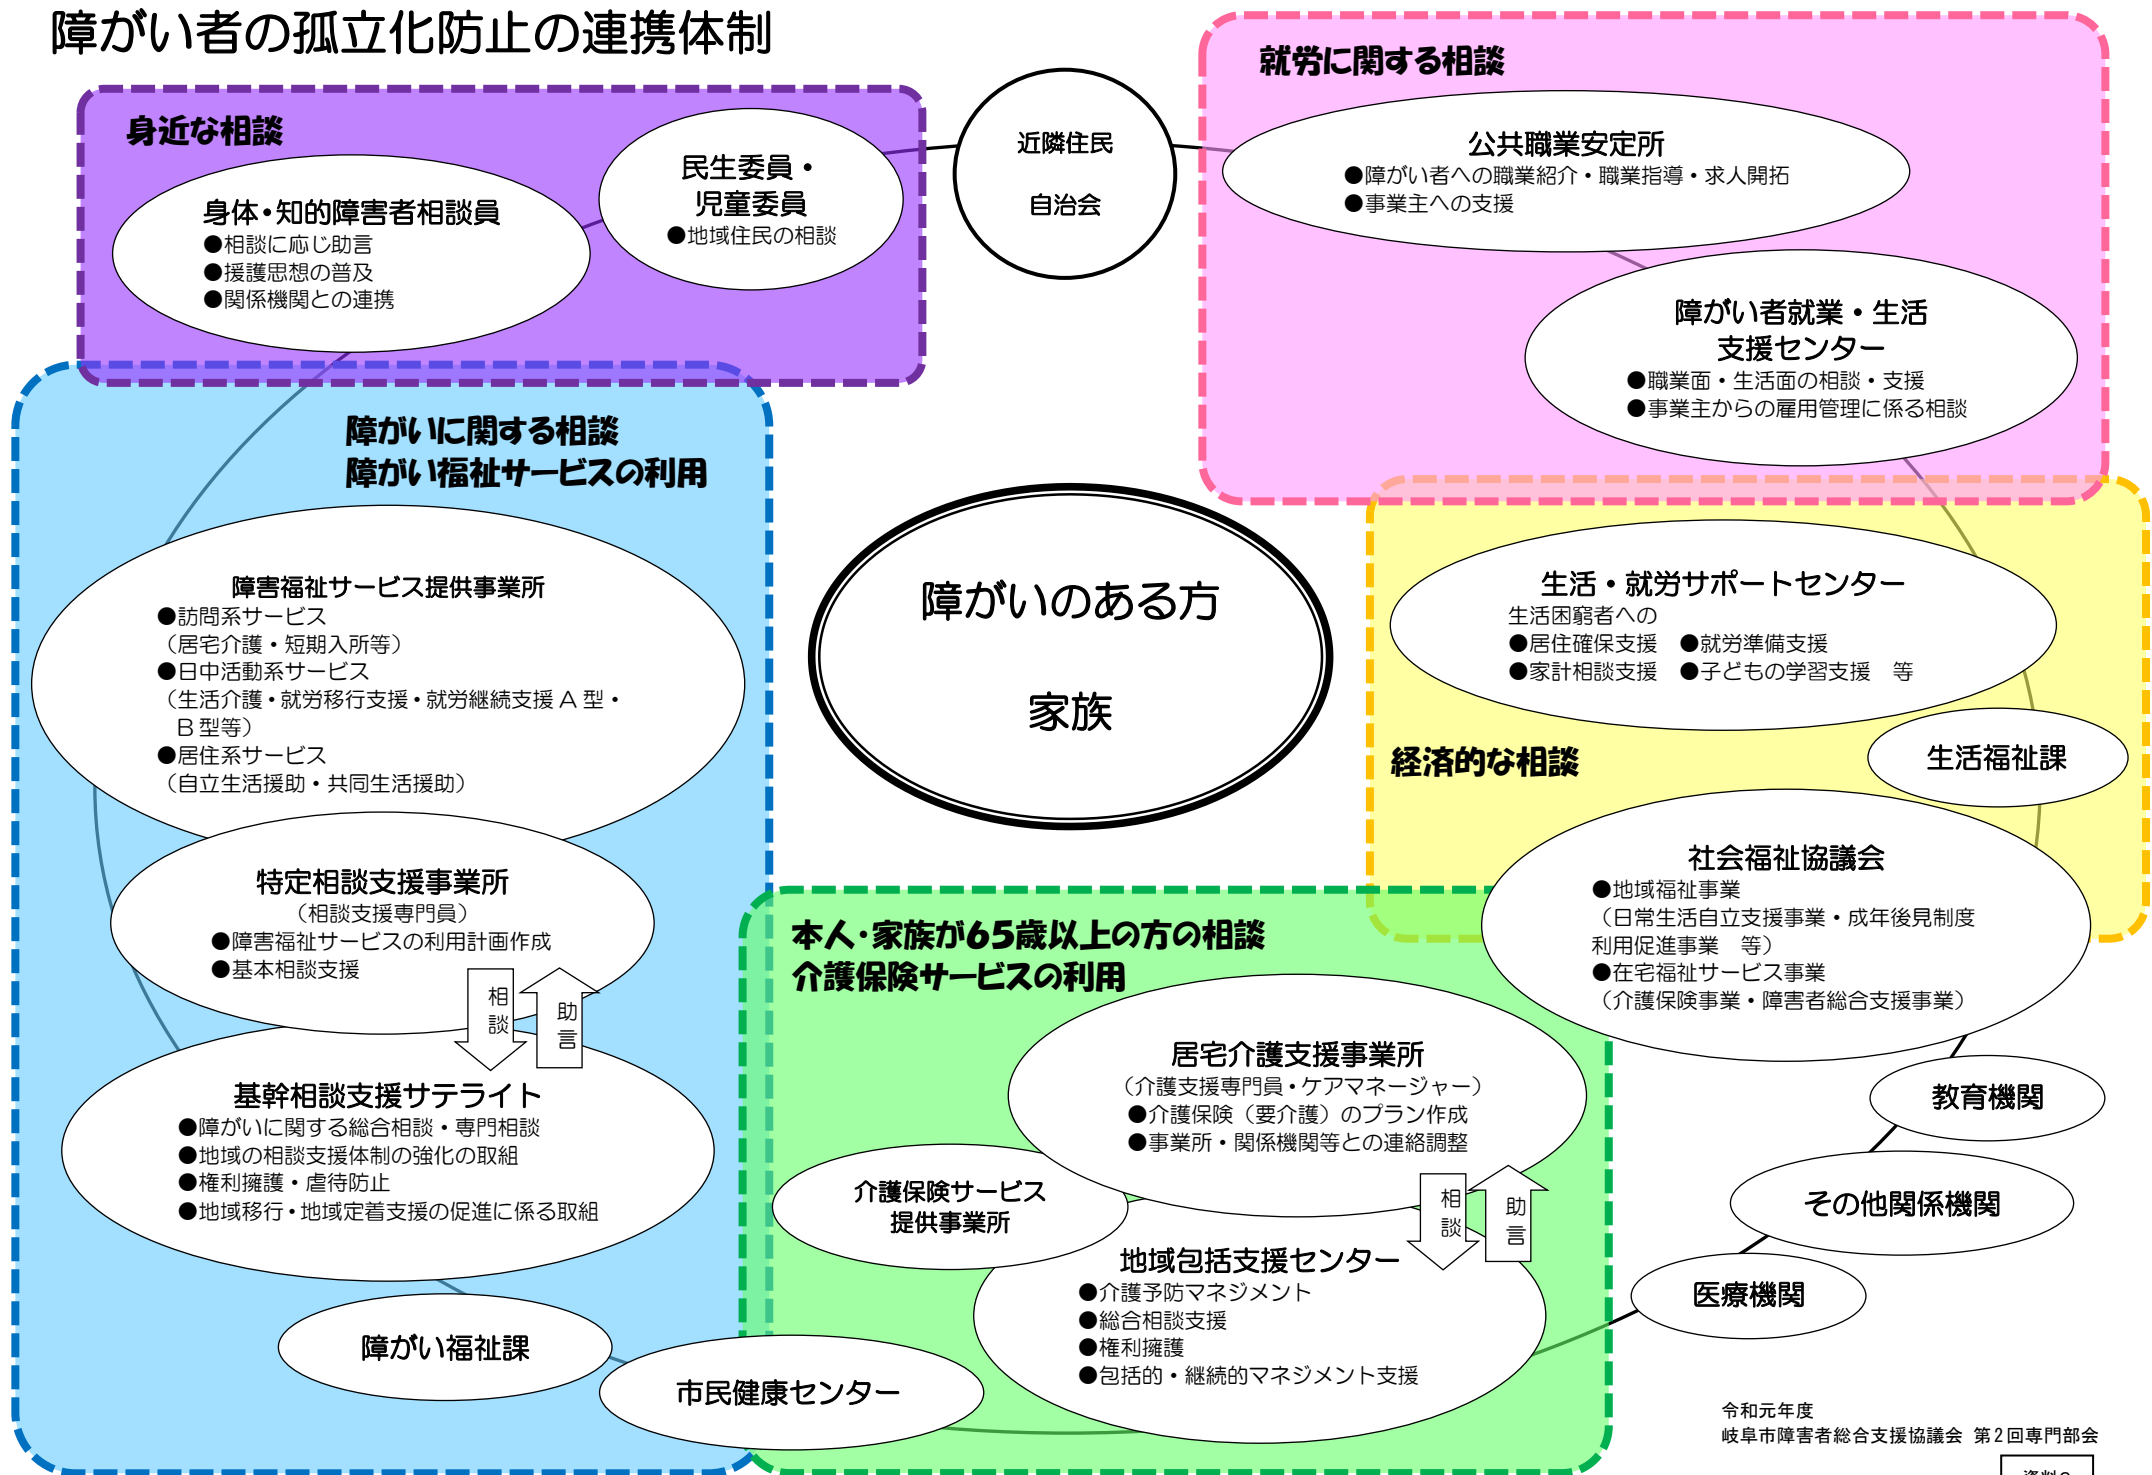 障がい者の孤立化防止の連携体制
身近な相談
身体・知的障害者相談員
●相談に応じ助言
●援護思想の普及
●関係機関との連携
民生委員・
児童委員
●地域住民の相談
近隣住民
自治会
就労に関する相談
公共職業安定所
●障がい者への職業紹介・職業指導・求人開拓
●事業主への支援
障がい者就業・生活
支援センター
●職業面・生活面の相談・支援
●事業主からの雇用管理に係る相談
障がいに関する相談
障がい福祉サービスの利用
障害福祉サービス提供事業所
●訪問系サービス
（居宅介護・短期入所等）
●日中活動系サービス
（生活介護・就労移行支援・就労継続支援A型・
B型等）
●居住系サービス
（自立生活援助・共同生活援助）
特定相談支援事業所
（相談支援専門員）
●障害福祉サービスの利用計画作成
●基本相談支援
相談
助言
基幹相談支援サテライト
●障がいに関する総合相談・専門相談
●地域の相談支援体制の強化の取組
●権利擁護・虐待防止
●地域移行・地域定着支援の促進に係る取組
障がい福祉課
市民健康センター
障がいのある方
家族
生活・就労サポートセンター
生活困窮者への
●居住確保支援　●就労準備支援
●家計相談支援　●子どもの学習支援　等
生活福祉課
経済的な相談
社会福祉協議会
●地域福祉事業
（日常生活自立支援事業・成年後見制度
利用促進事業　等）
●在宅福祉サービス事業
（介護保険事業・障害者総合支援事業）
本人・家族が65歳以上の方の相談
介護保険サービスの利用
居宅介護支援事業所
（介護支援専門員・ケアマネージャー）
●介護保険（要介護）のプラン作成
●事業所・関係機関等との連絡調整
介護保険サービス
提供事業所
相談
助言
地域包括支援センター
●介護予防マネジメント
●総合相談支援
●権利擁護
●包括的・継続的マネジメント支援
教育機関
その他関係機関
医療機関
令和元年度
岐阜市障害者総合支援協議会 第2回専門部会